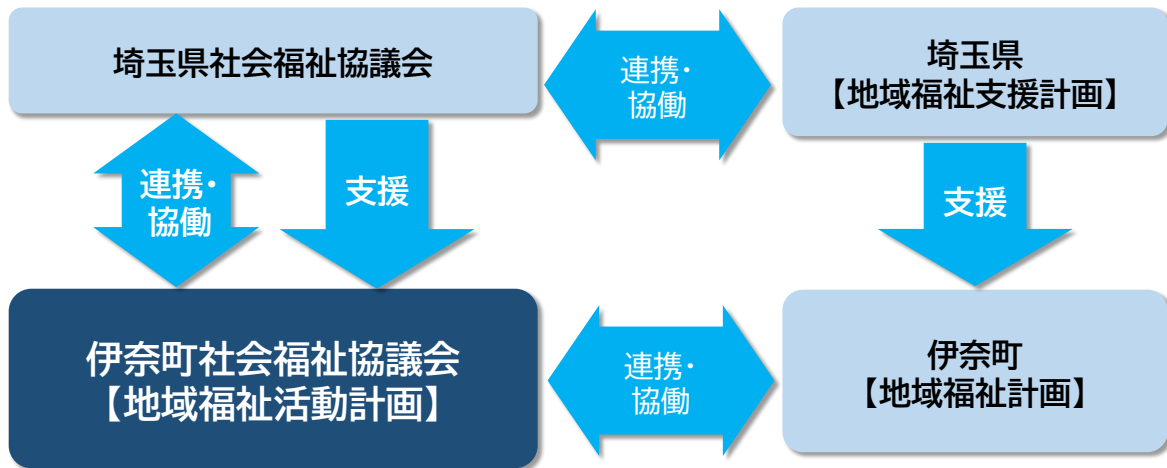 埼玉県社会福祉協議会
連携・
協働
埼玉県
【地域福祉支援計画】
連携・
協働
支援
支援
伊奈町社会福祉協議会
【地域福祉活動計画】
連携・
協働
伊奈町
【地域福祉計画】